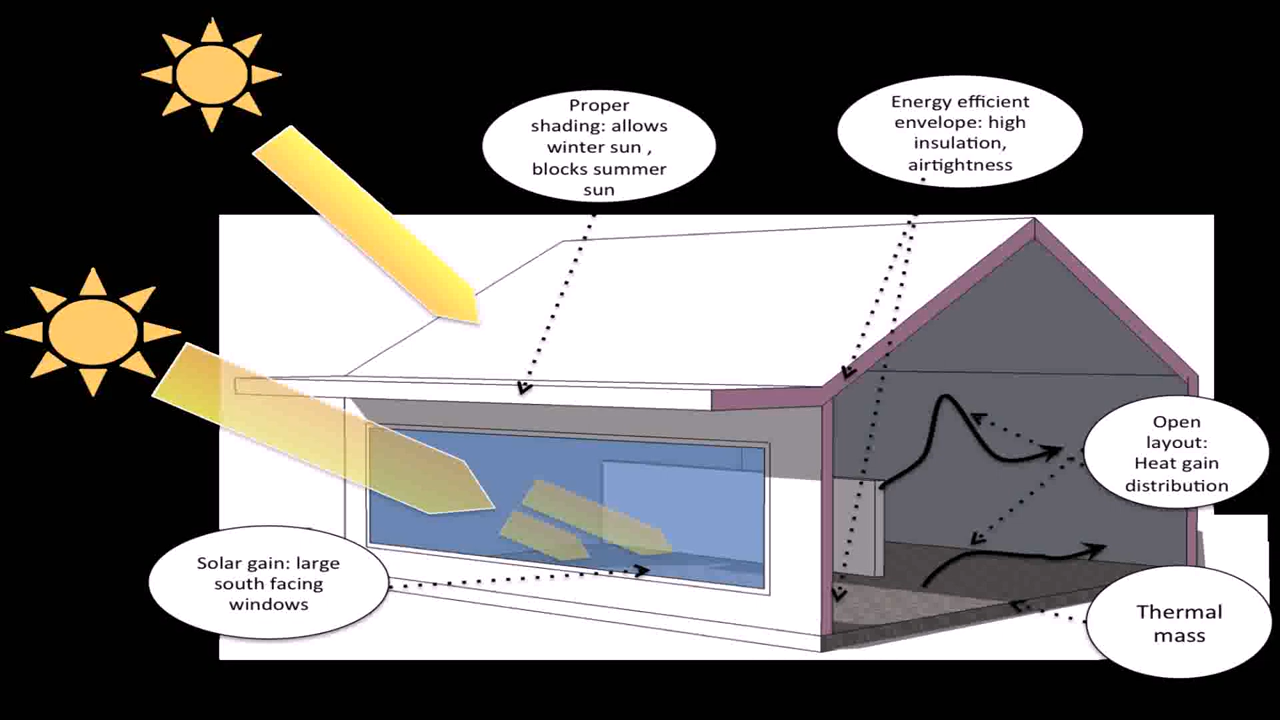 Proper
shading: allows
winter sun ,
blocks summer
sun
Energy efficient
envelope: high
insulation,
airtightness
Open
layout:
Heat gain
distribution
Solar gain: large
south facing
windows
Thermal
mass